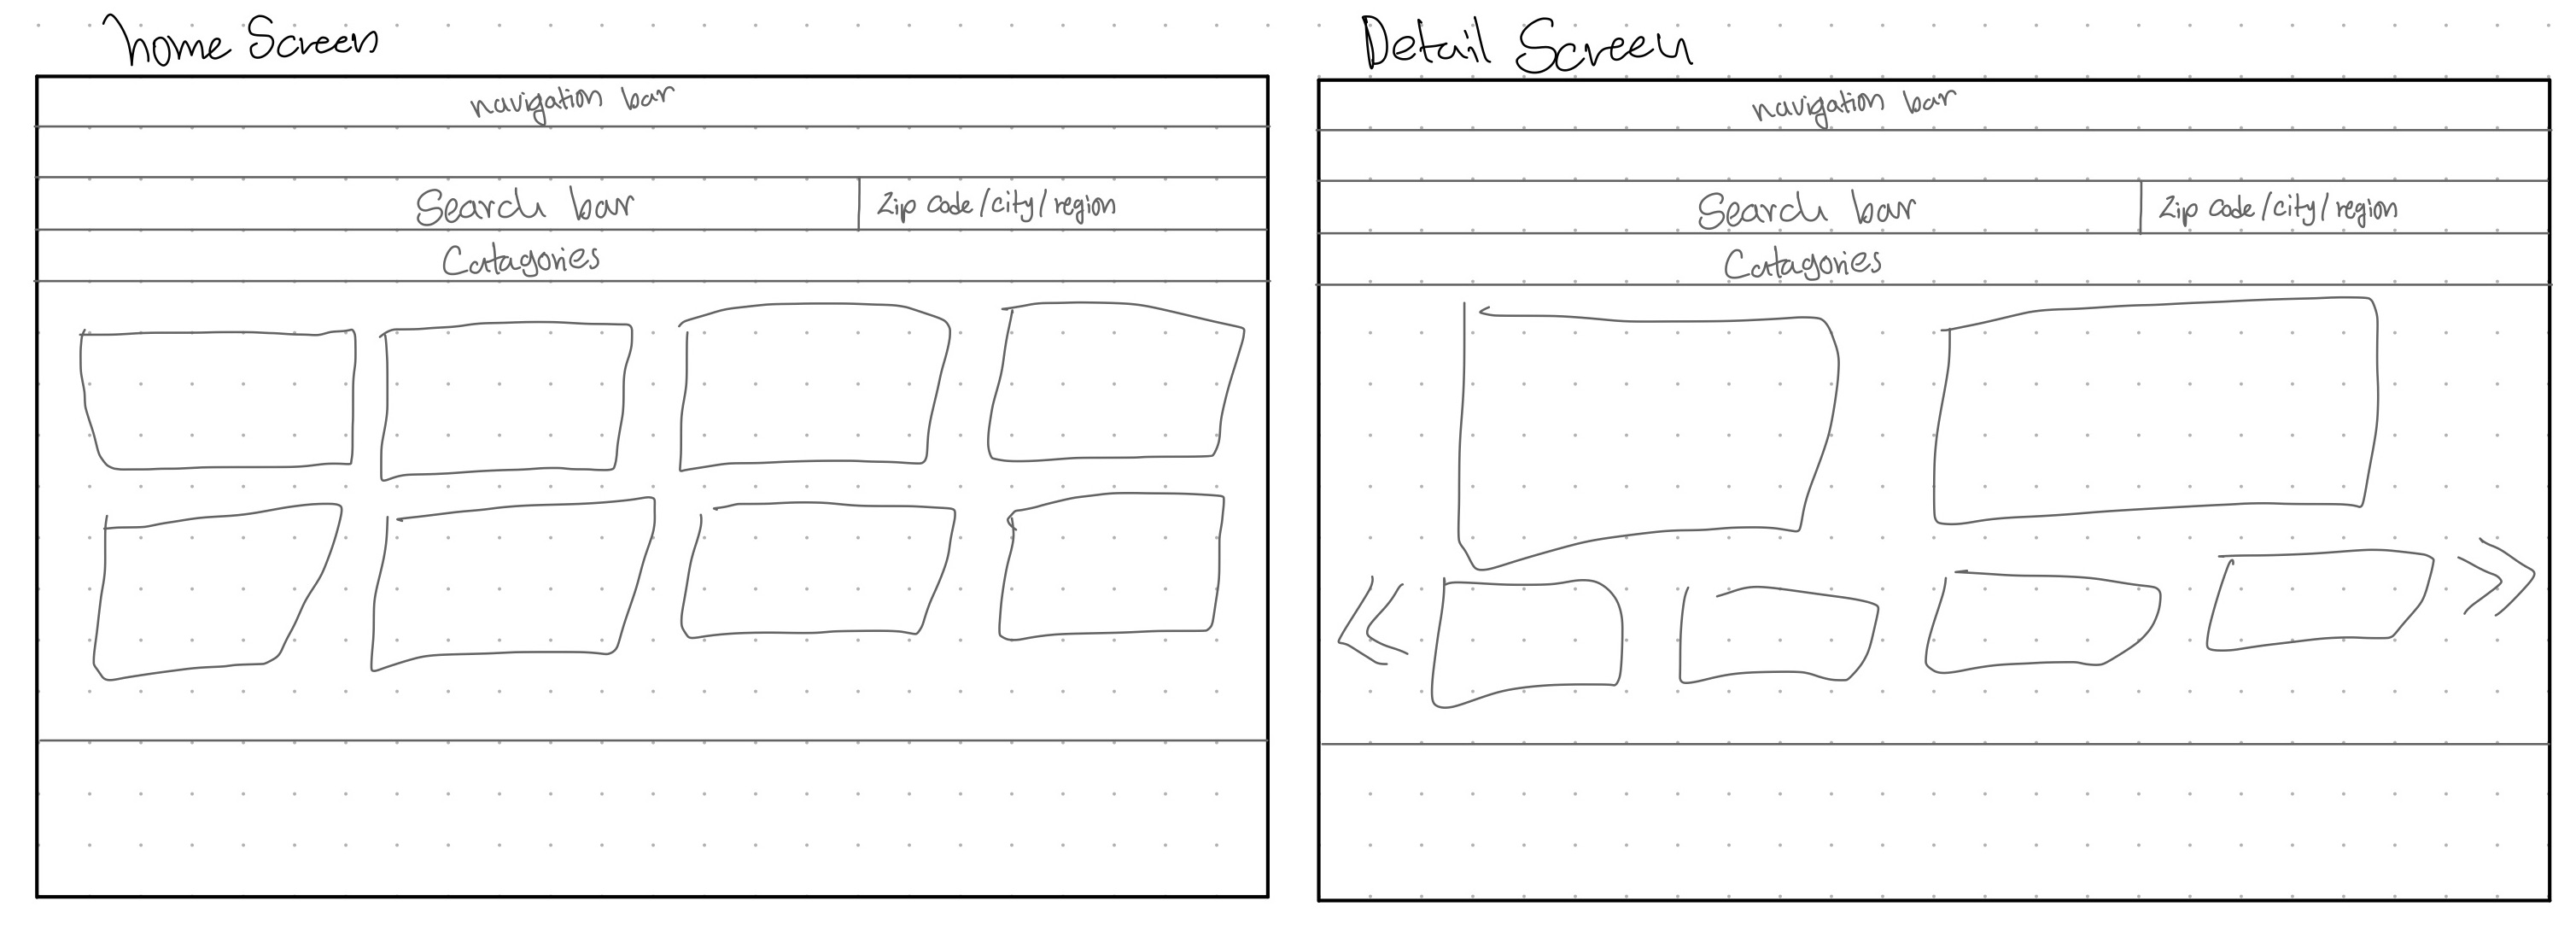 home Screen
navigation bar
Search bar
Zip code/city/region
Catagories
Detail Screen
navigation bar
Search bar
Zip code/city/region
Catagories